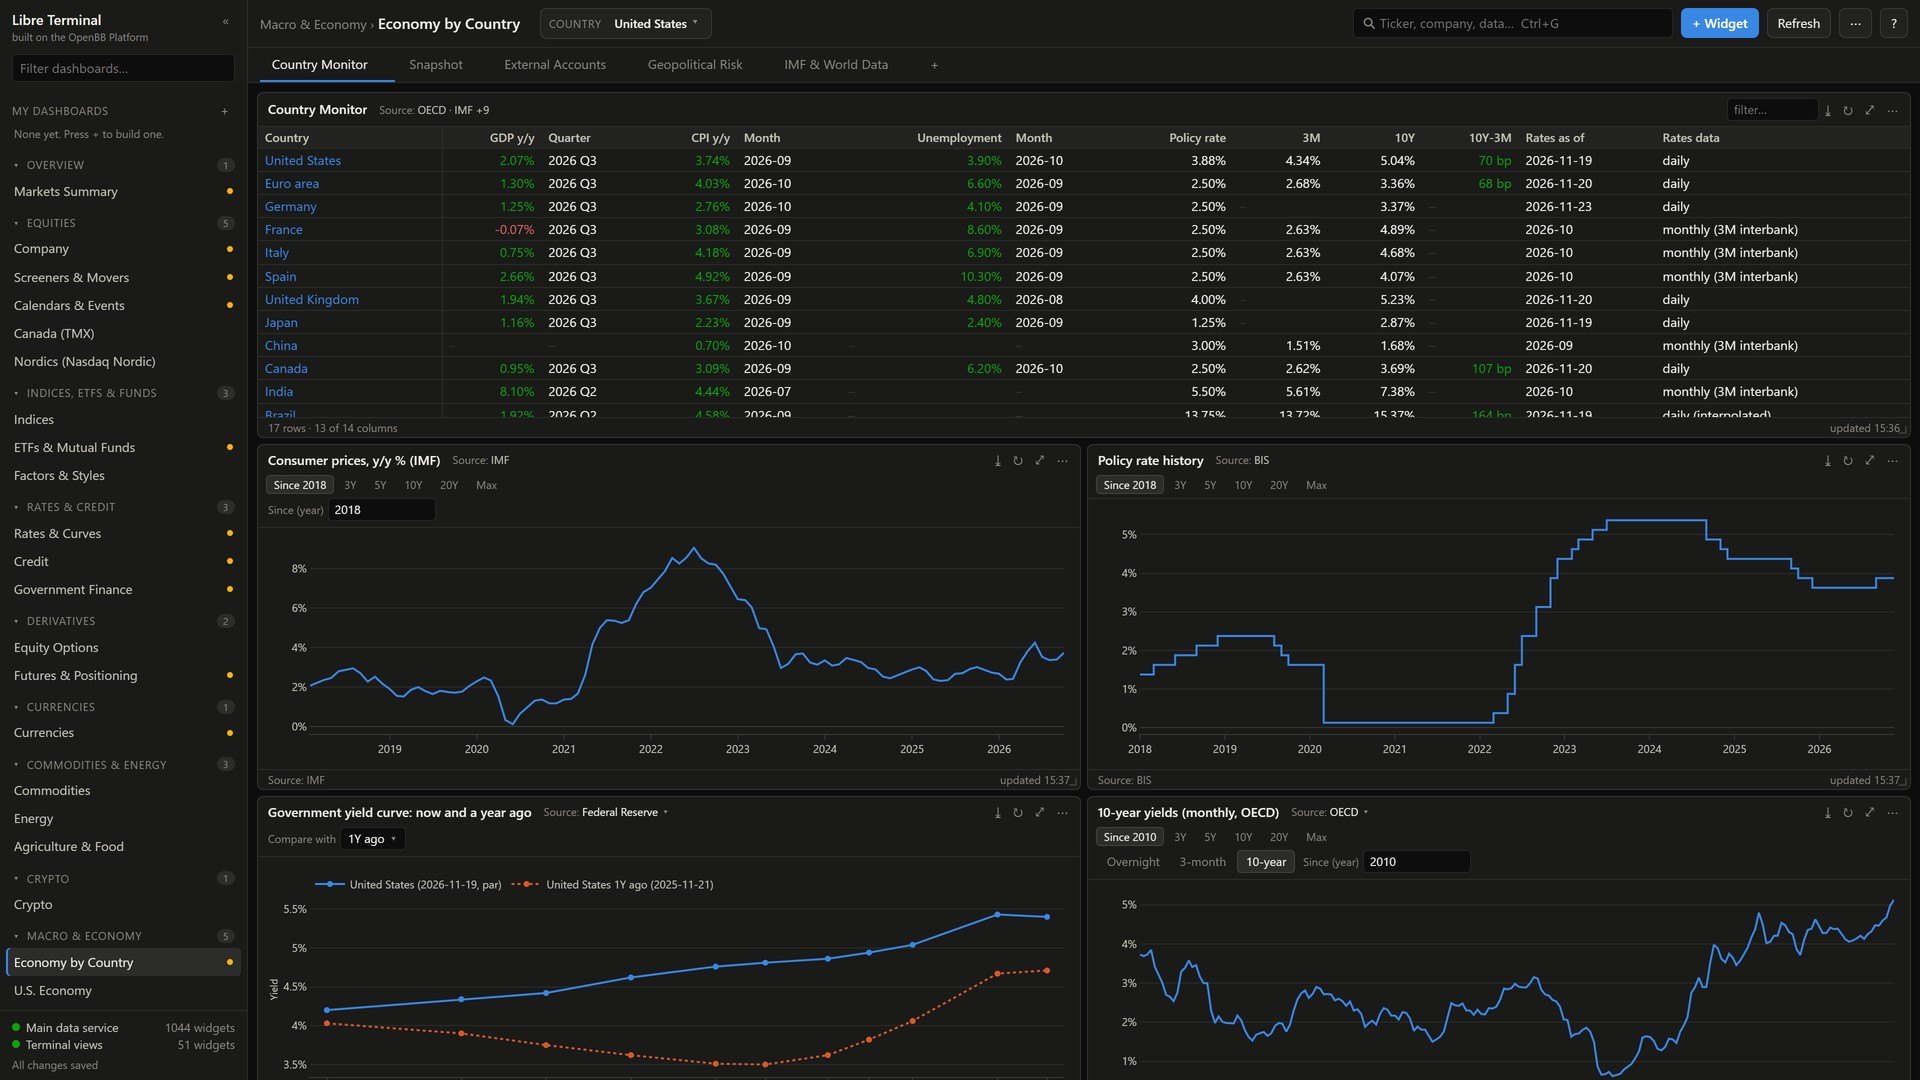 Libre Terminal «
built on the OpenBB Platform
Filter dashboards...
MY DASHBOARDS +
None yet. Press + to build one.
OVERVIEW 1
Markets Summary
EQUITIES 5
Company
Screeners & Movers
Calendars & Events
Canada (TMX)
Nordics (Nasdaq Nordic)
INDICES, ETFS & FUNDS 3
Indices
ETFs & Mutual Funds
Factors & Styles
RATES & CREDIT 3
Rates & Curves
Credit
Government Finance
DERIVATIVES 2
Equity Options
Futures & Positioning
CURRENCIES 1
Currencies
COMMODITIES & ENERGY 3
Commodities
Energy
Agriculture & Food
CRYPTO 1
Crypto
MACRO & ECONOMY 5
Economy by Country
U.S. Economy
Main data service 1044 widgets
Terminal views 51 widgets
All changes saved
Macro & Economy › Economy by Country COUNTRY United States Ticker, company, data... Ctrl+G + Widget Refresh ... ?
Country Monitor Snapshot External Accounts Geopolitical Risk IMF & World Data +
Country Monitor Source: OECD · IMF +9 filter...
Country GDP y/y Quarter CPI y/y Month Unemployment Month Policy rate 3M 10Y 10Y-3M Rates as of Rates data
United States 2.07% 2026 Q3 3.74% 2026-09 3.90% 2026-10 3.88% 4.34% 5.04% 70 bp 2026-11-19 daily
Euro area 1.30% 2026 Q3 4.03% 2026-10 6.60% 2026-09 2.50% 2.68% 3.36% 68 bp 2026-11-20 daily
Germany 1.25% 2026 Q3 2.76% 2026-10 4.10% 2026-09 2.50% – 3.37% – 2026-11-23 daily
France -0.07% 2026 Q3 3.08% 2026-09 8.60% 2026-09 2.50% 2.63% 4.89% – 2026-10 monthly (3M interbank)
Italy 0.75% 2026 Q3 4.18% 2026-09 6.90% 2026-09 2.50% 2.63% 4.68% – 2026-10 monthly (3M interbank)
Spain 2.66% 2026 Q3 4.92% 2026-09 10.30% 2026-09 2.50% 2.63% 4.07% – 2026-10 monthly (3M interbank)
United Kingdom 1.94% 2026 Q3 3.67% 2026-09 4.80% 2026-08 4.00% – 5.23% – 2026-11-20 daily
Japan 1.16% 2026 Q3 2.23% 2026-09 2.40% 2026-09 1.25% – 2.87% – 2026-11-19 daily
China – – 0.70% 2026-10 – – 3.00% 1.51% 1.68% – 2026-09 monthly (3M interbank)
Canada 0.95% 2026 Q3 3.09% 2026-09 6.20% 2026-10 2.50% 2.62% 3.69% 107 bp 2026-11-20 daily
India 8.10% 2026 Q2 4.44% 2026-07 – – 5.50% 5.61% 7.38% – 2026-10 monthly (3M interbank)
Brazil 1.92% 2026 Q2 4.58% 2026-09 – – 13.75% 13.72% 15.37% 164 bp 2026-11-19 daily (interpolated)
17 rows · 13 of 14 columns updated 15:36
Consumer prices, y/y % (IMF) Source: IMF
Since 2018 3Y 5Y 10Y 20Y Max
Since (year) 2018
8%
6%
4%
2%
0%
2019 2020 2021 2022 2023 2024 2025 2026
Source: IMF updated 15:37
Policy rate history Source: BIS
Since 2018 3Y 5Y 10Y 20Y Max
5%
4%
3%
2%
1%
0%
2018 2019 2020 2021 2022 2023 2024 2025 2026
Source: BIS updated 15:37
Government yield curve: now and a year ago Source: Federal Reserve
Compare with 1Y ago
United States (2026-11-19, par) United States 1Y ago (2025-11-21)
5.5%
5%
4.5%
4%
3.5%
Yield
10-year yields (monthly, OECD) Source: OECD
Since 2010 3Y 5Y 10Y 20Y Max
Overnight 3-month 10-year Since (year) 2010
5%
4%
3%
2%
1%